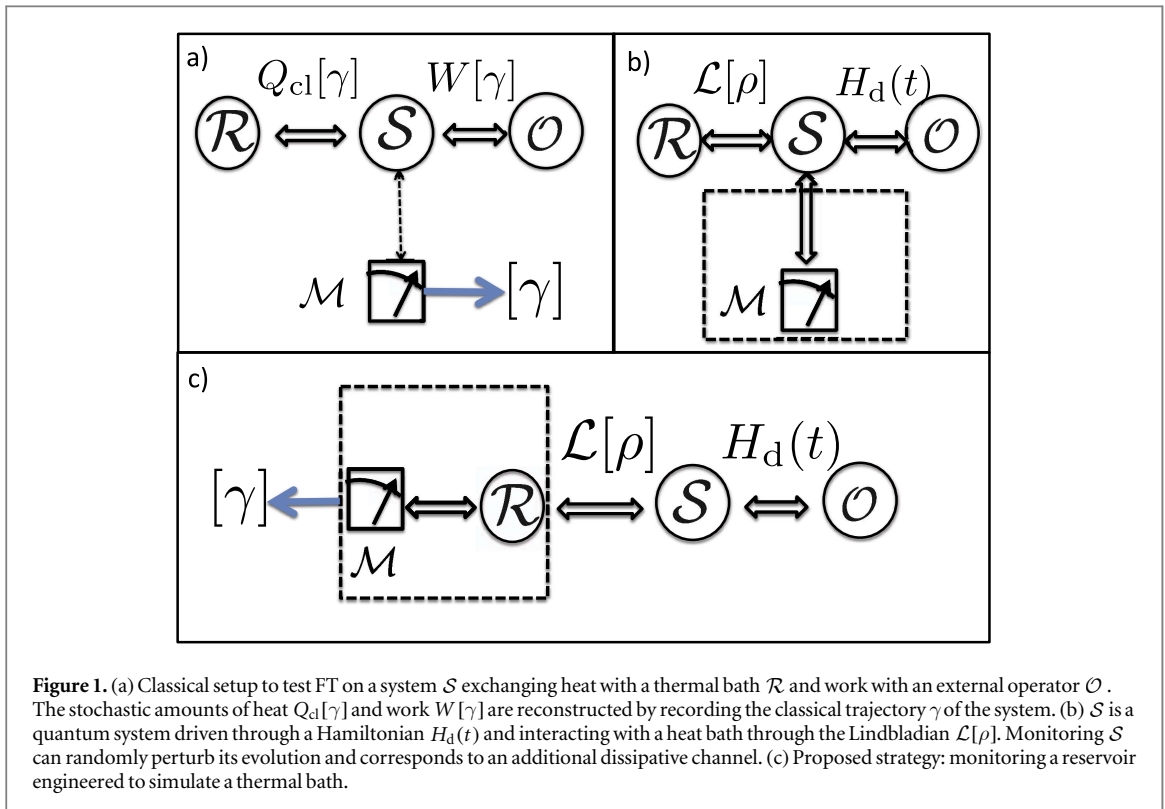 a)
Q_cl[γ] W[γ]
ℛ 𝒮 𝒪
ℳ [γ]
b)
ℒ[ρ] H_d(t)
ℛ 𝒮 𝒪
ℳ
c)
ℒ[ρ] H_d(t)
[γ] ℛ 𝒮 𝒪
ℳ
Figure 1. (a) Classical setup to test FT on a system 𝒮 exchanging heat with a thermal bath ℛ and work with an external operator 𝒪 .
The stochastic amounts of heat Q_cl[γ] and work W[γ] are reconstructed by recording the classical trajectory γ of the system. (b) 𝒮 is a
quantum system driven through a Hamiltonian H_d(t) and interacting with a heat bath through the Lindbladian ℒ[ρ]. Monitoring 𝒮
can randomly perturb its evolution and corresponds to an additional dissipative channel. (c) Proposed strategy: monitoring a reservoir
engineered to simulate a thermal bath.